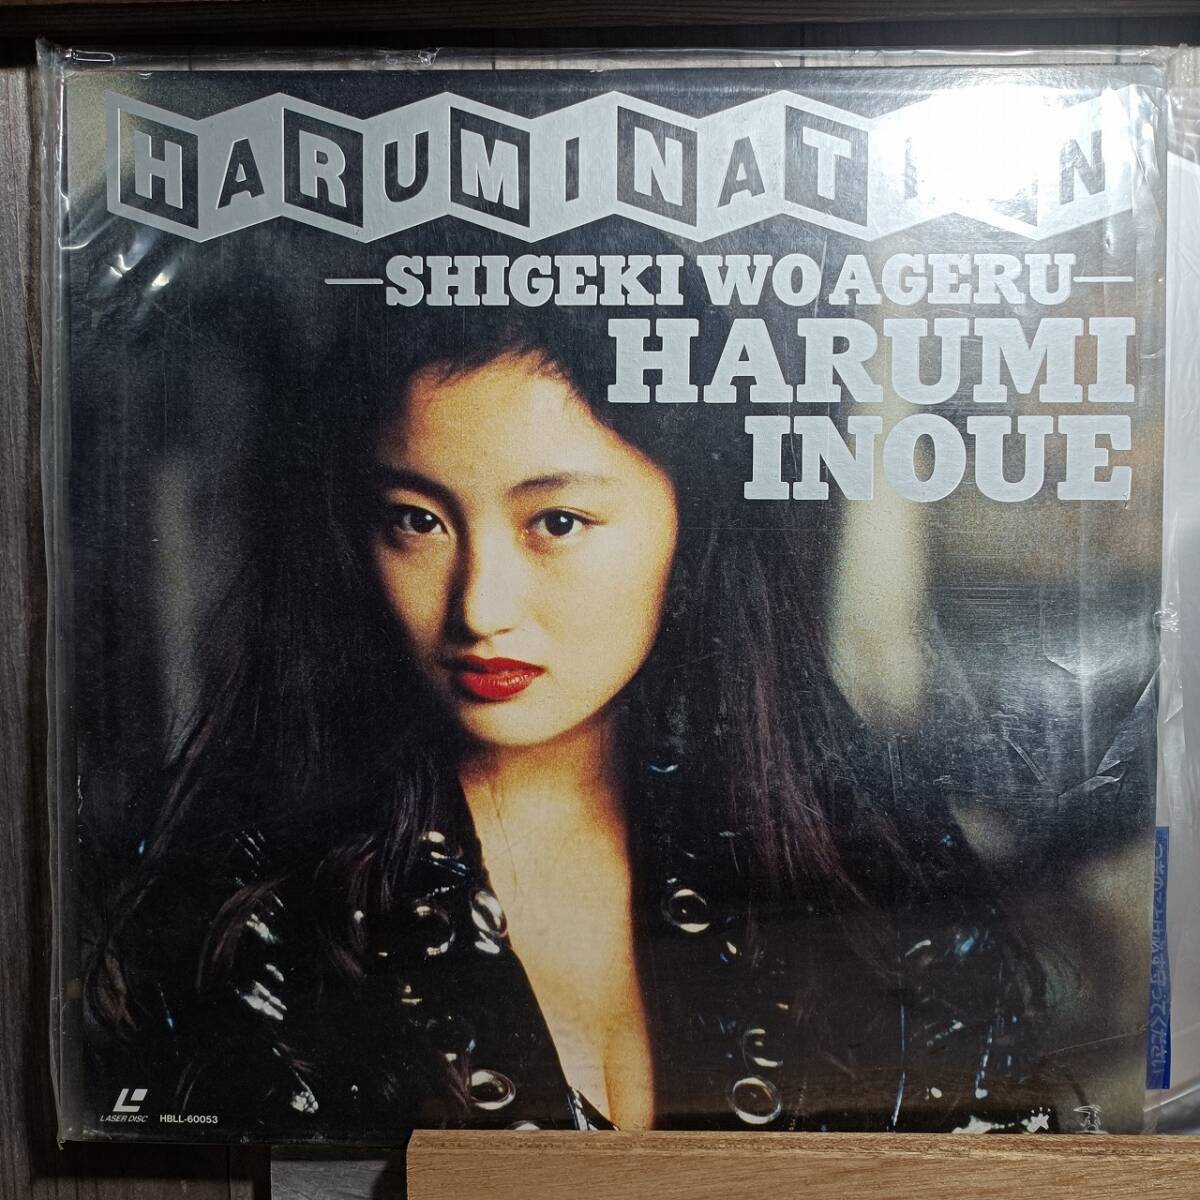 HARUMINATION
—SHIGEKI WO AGERU—
HARUMI
INOUE
LASER DISC HBLL-60053